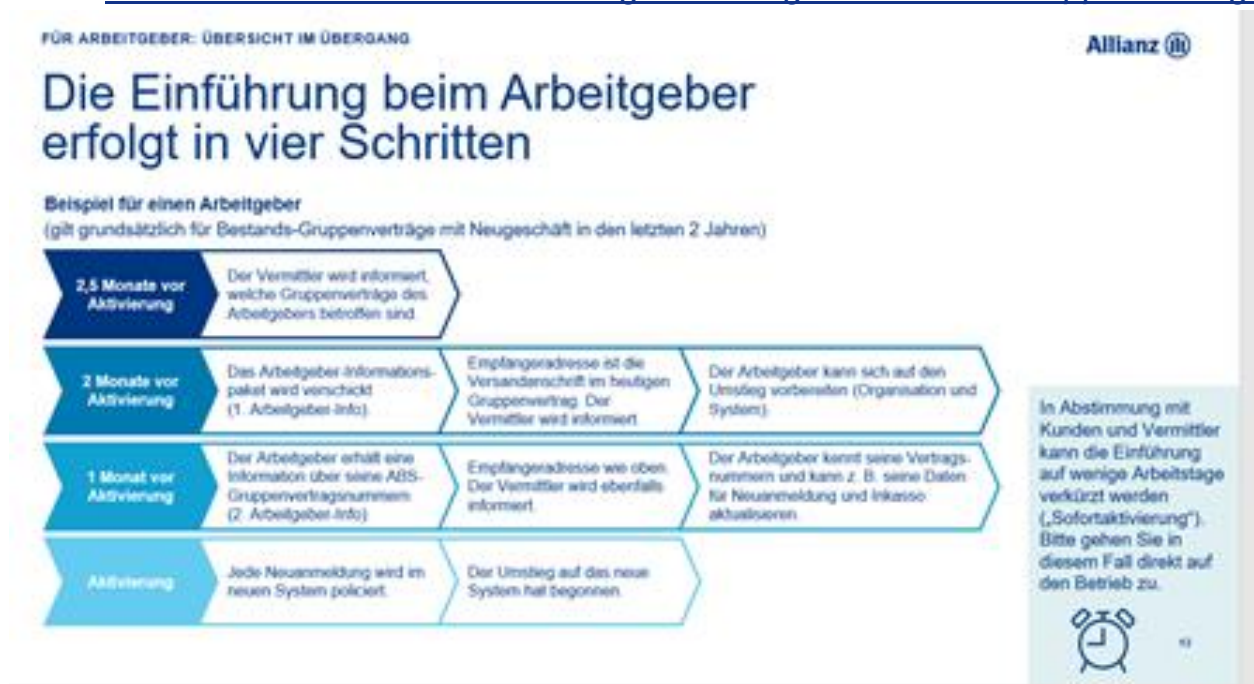 FÜR ARBEITGEBER: ÜBERSICHT IM ÜBERGANG
Allianz
Die Einführung beim Arbeitgeber
erfolgt in vier Schritten
Beispiel für einen Arbeitgeber
(gilt grundsätzlich für Bestands-Gruppenverträge mit Neugeschäft in den letzten 2 Jahren)
2,5 Monate vor
Aktivierung
Der Vermittler wird informiert,
welche Gruppenverträge des
Arbeitgebers betroffen sind.
2 Monate vor
Aktivierung
Das Arbeitgeber-Informations-
paket wird verschickt
(1. Arbeitgeber-Info).
Empfängeradresse ist die
Versandanschrift im heutigen
Gruppenvertrag. Der
Vermittler wird informiert.
Der Arbeitgeber kann sich auf den
Umstieg vorbereiten (Organisation und
System).
1 Monat vor
Aktivierung
Der Arbeitgeber erhält eine
Information über seine ABS-
Gruppenvertragsnummern
(2. Arbeitgeber-Info)
Empfängeradresse wie oben.
Der Vermittler wird ebenfalls
informiert.
Der Arbeitgeber kennt seine Vertrags-
nummern und kann z. B. seine Daten
für Neuanmeldung und Inkasso
aktualisieren.
Aktivierung
Jede Neuanmeldung wird im
neuen System policiert.
Der Umstieg auf das neue
System hat begonnen.
In Abstimmung mit
Kunden und Vermittler
kann die Einführung
auf wenige Arbeitstage
verkürzt werden
(„Sofortaktivierung“).
Bitte gehen Sie in
diesem Fall direkt auf
den Betrieb zu.